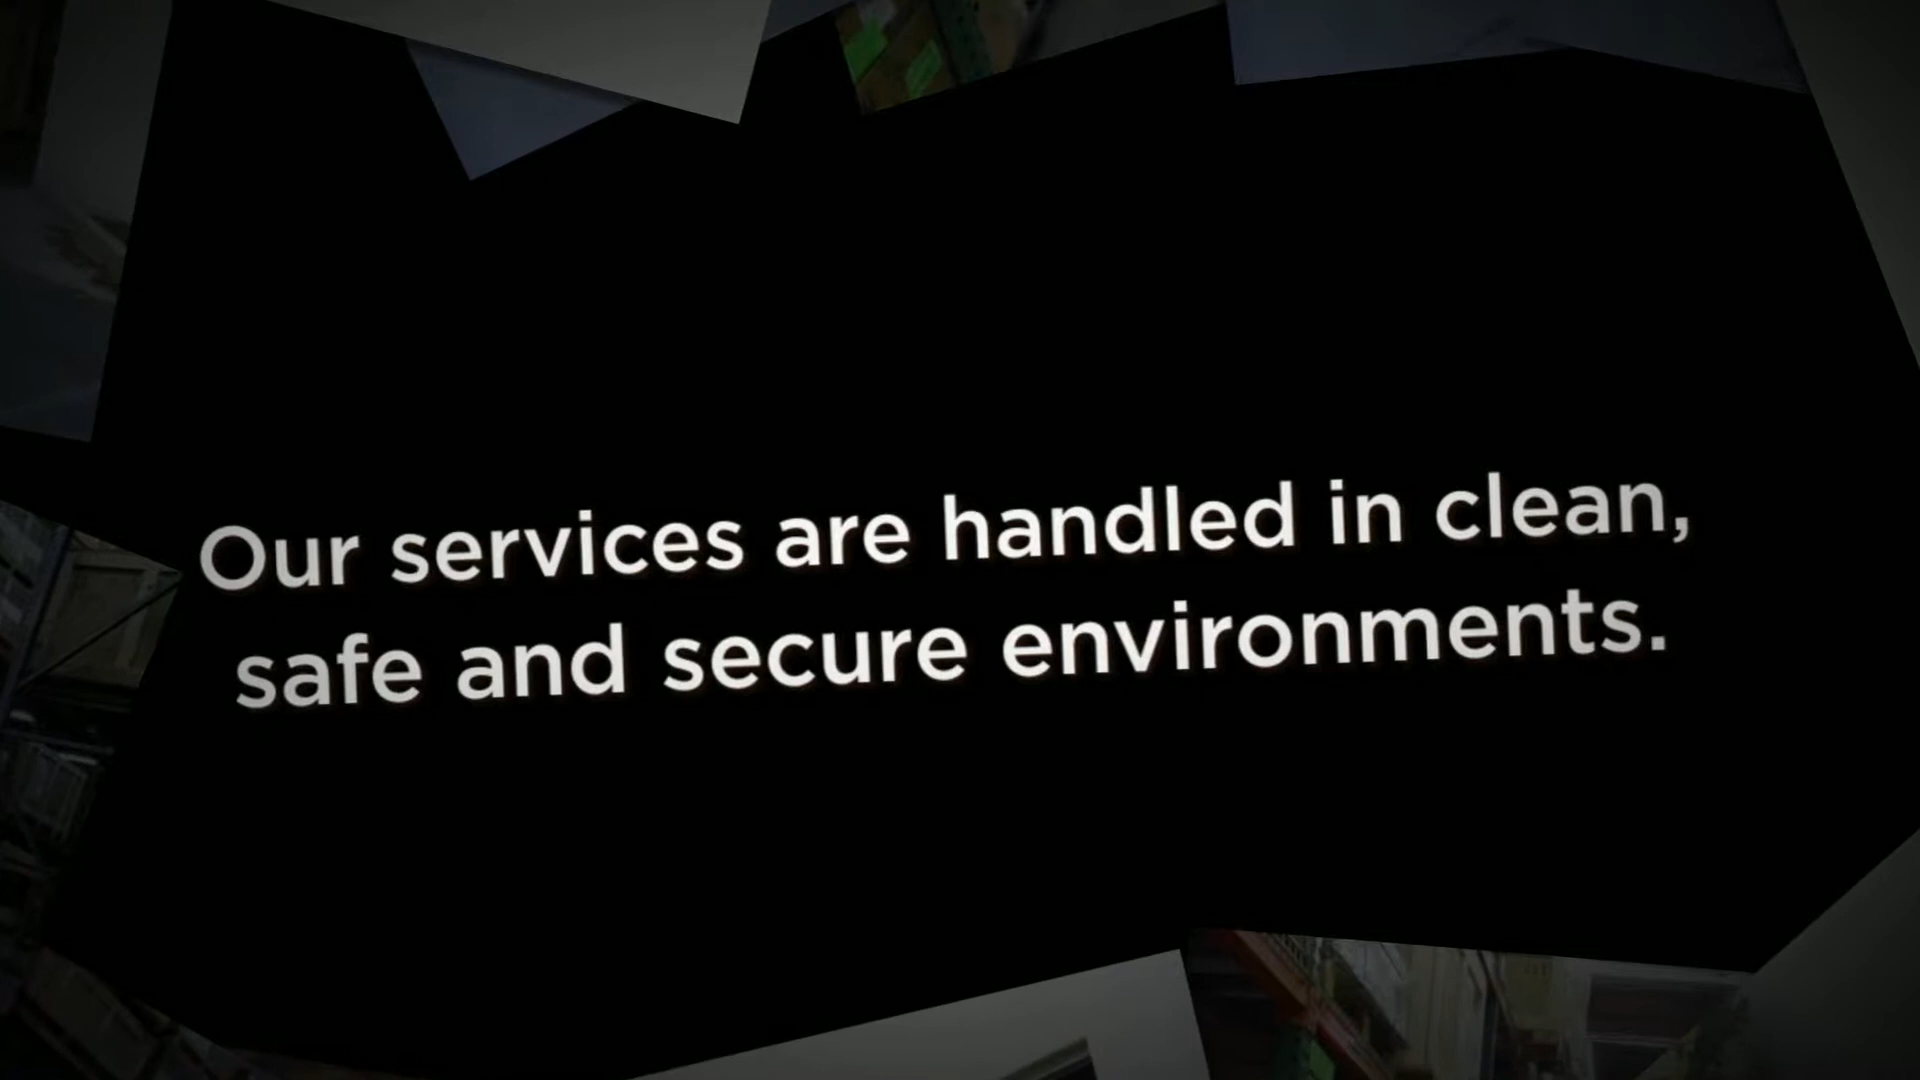 Our services are handled in clean,
safe and secure environments.